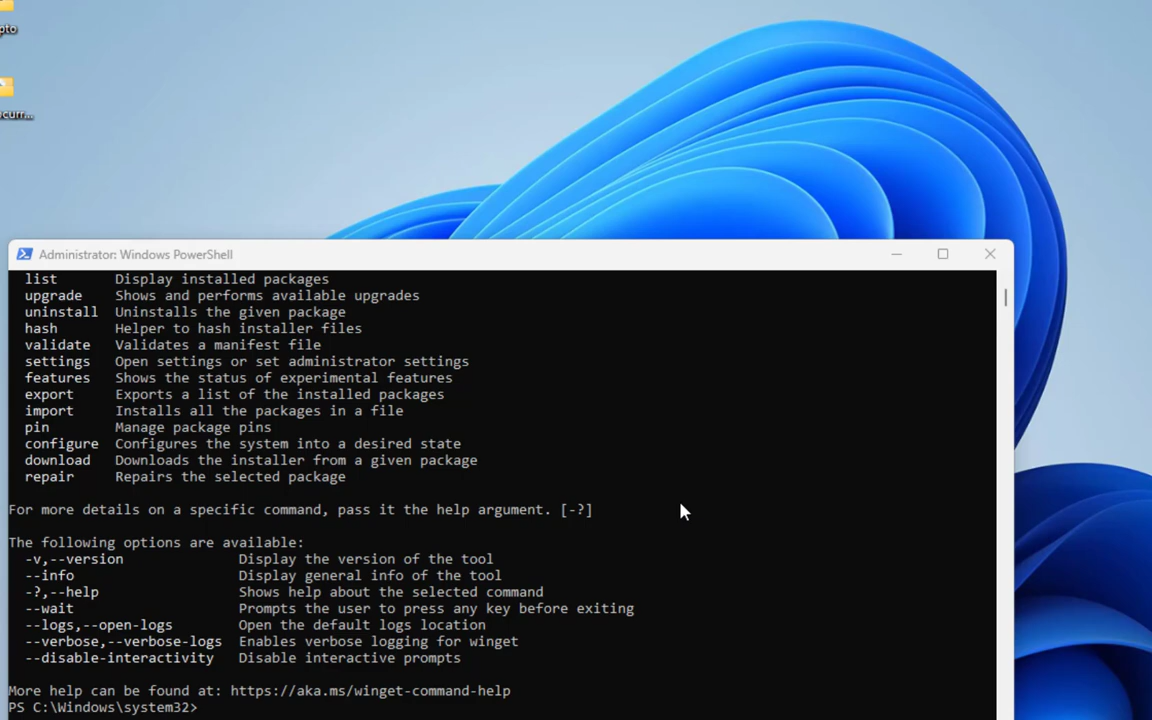 pto
ocurr...
Administrator: Windows PowerShell
list Display installed packages
upgrade Shows and performs available upgrades
uninstall Uninstalls the given package
hash Helper to hash installer files
validate Validates a manifest file
settings Open settings or set administrator settings
features Shows the status of experimental features
export Exports a list of the installed packages
import Installs all the packages in a file
pin Manage package pins
configure Configures the system into a desired state
download Downloads the installer from a given package
repair Repairs the selected package
For more details on a specific command, pass it the help argument. [-?]
The following options are available:
-v,--version Display the version of the tool
--info Display general info of the tool
-?,--help Shows help about the selected command
--wait Prompts the user to press any key before exiting
--logs,--open-logs Open the default logs location
--verbose,--verbose-logs Enables verbose logging for winget
--disable-interactivity Disable interactive prompts
More help can be found at: https://aka.ms/winget-command-help
PS C:\Windows\system32>